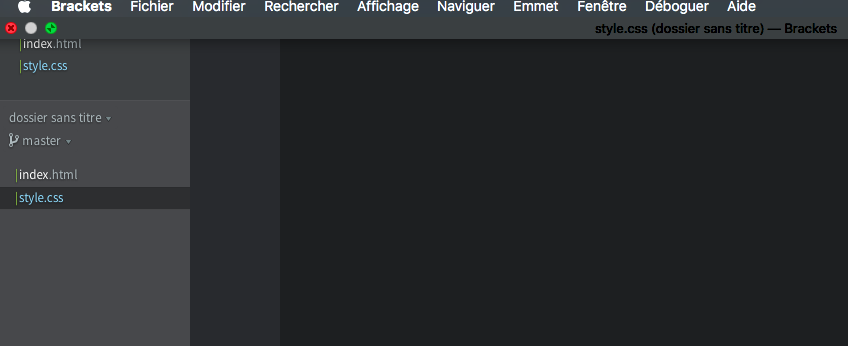 Brackets Fichier Modifier Rechercher Affichage Naviguer Emmet Fenêtre Déboguer Aide
style.css (dossier sans titre) — Brackets
index.html
style.css
dossier sans titre
master
index.html
style.css